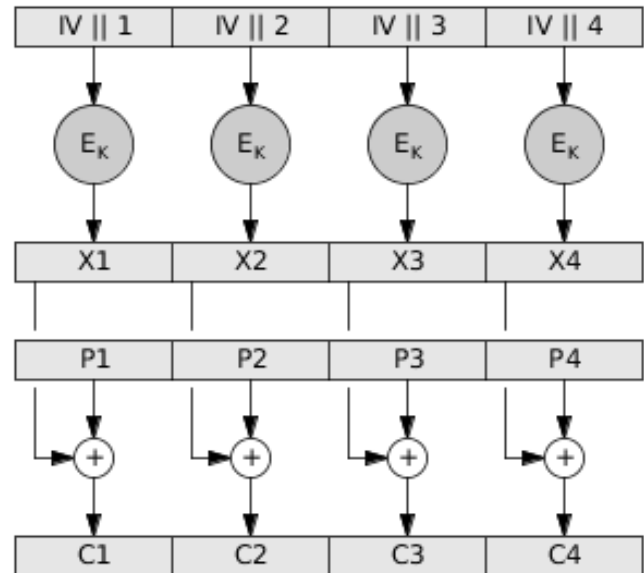 IV || 1 IV || 2 IV || 3 IV || 4
E_K E_K E_K E_K
X1 X2 X3 X4
P1 P2 P3 P4
+ + + +
C1 C2 C3 C4